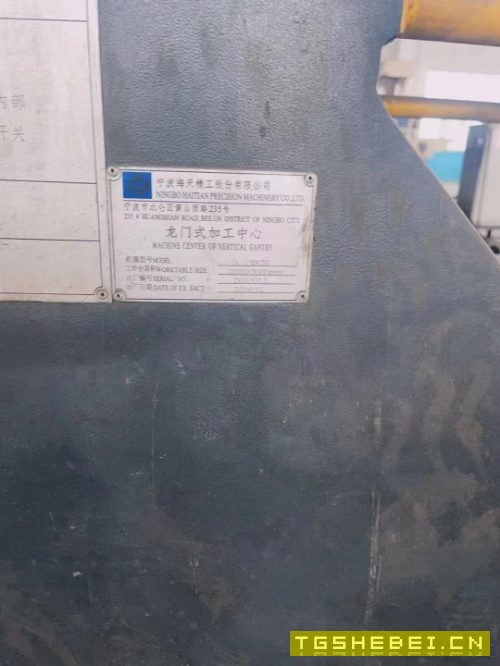 内部
开关
宁波海天精工股份有限公司
NINGBO HAITIAN PRECISION MACHINERY CO.,LTD.
宁波市北仑区黄山西路235号
235 # HUANGSHAN ROAD, BEILUN DISTRICT OF NINGBO CITY
龙门式加工中心
MACHINE CENTER OF VERTICAL GANTRY
机器型号MODEL
工作台面积WORKTABLE SIZE
出厂编号SERIAL NO.
出厂日期DATE OF EX. FACT.
TGSHEBEI.CN